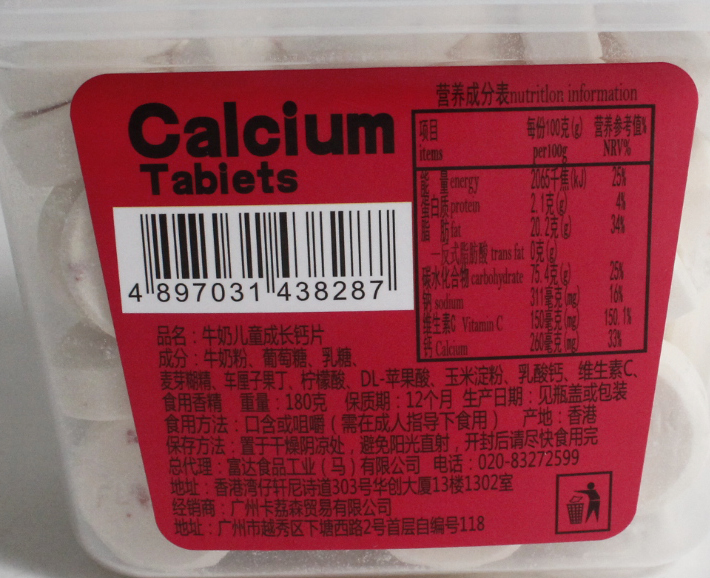 Calcium
Tabiets
4 897031 438287
营养成分表nutrition information
项目 每份100克(g) 营养参考值%
items per100g NRV%
能 量energy 2065千焦(kJ) 25%
蛋白质protein 2.1克(g) 4%
脂 肪fat 20.2克(g) 34%
一反式脂肪酸 trans fat 0克(g)
碳水化合物carbohydrate 75.4克(g) 25%
钠 sodium 311毫克(mg) 16%
维生素C Vitamin C 150毫克(mg) 150.1%
钙 Calcium 260毫克(mg) 33%
品名：牛奶儿童成长钙片
成分：牛奶粉、葡萄糖、乳糖、
麦芽糊精、车厘子果丁、柠檬酸、DL-苹果酸、玉米淀粉、乳酸钙、维生素C、
食用香精 重量：180克 保质期：12个月 生产日期：见瓶盖或包装
食用方法：口含或咀嚼（需在成人指导下食用） 产地：香港
保存方法：置于干燥阴凉处，避免阳光直射，开封后请尽快食用完
总代理：富达食品工业（马）有限公司 电话：020-83272599
地址：香港湾仔轩尼诗道303号华创大厦13楼1302室
经销商：广州卡荔森贸易有限公司
地址：广州市越秀区下塘西路2号首层自编号118